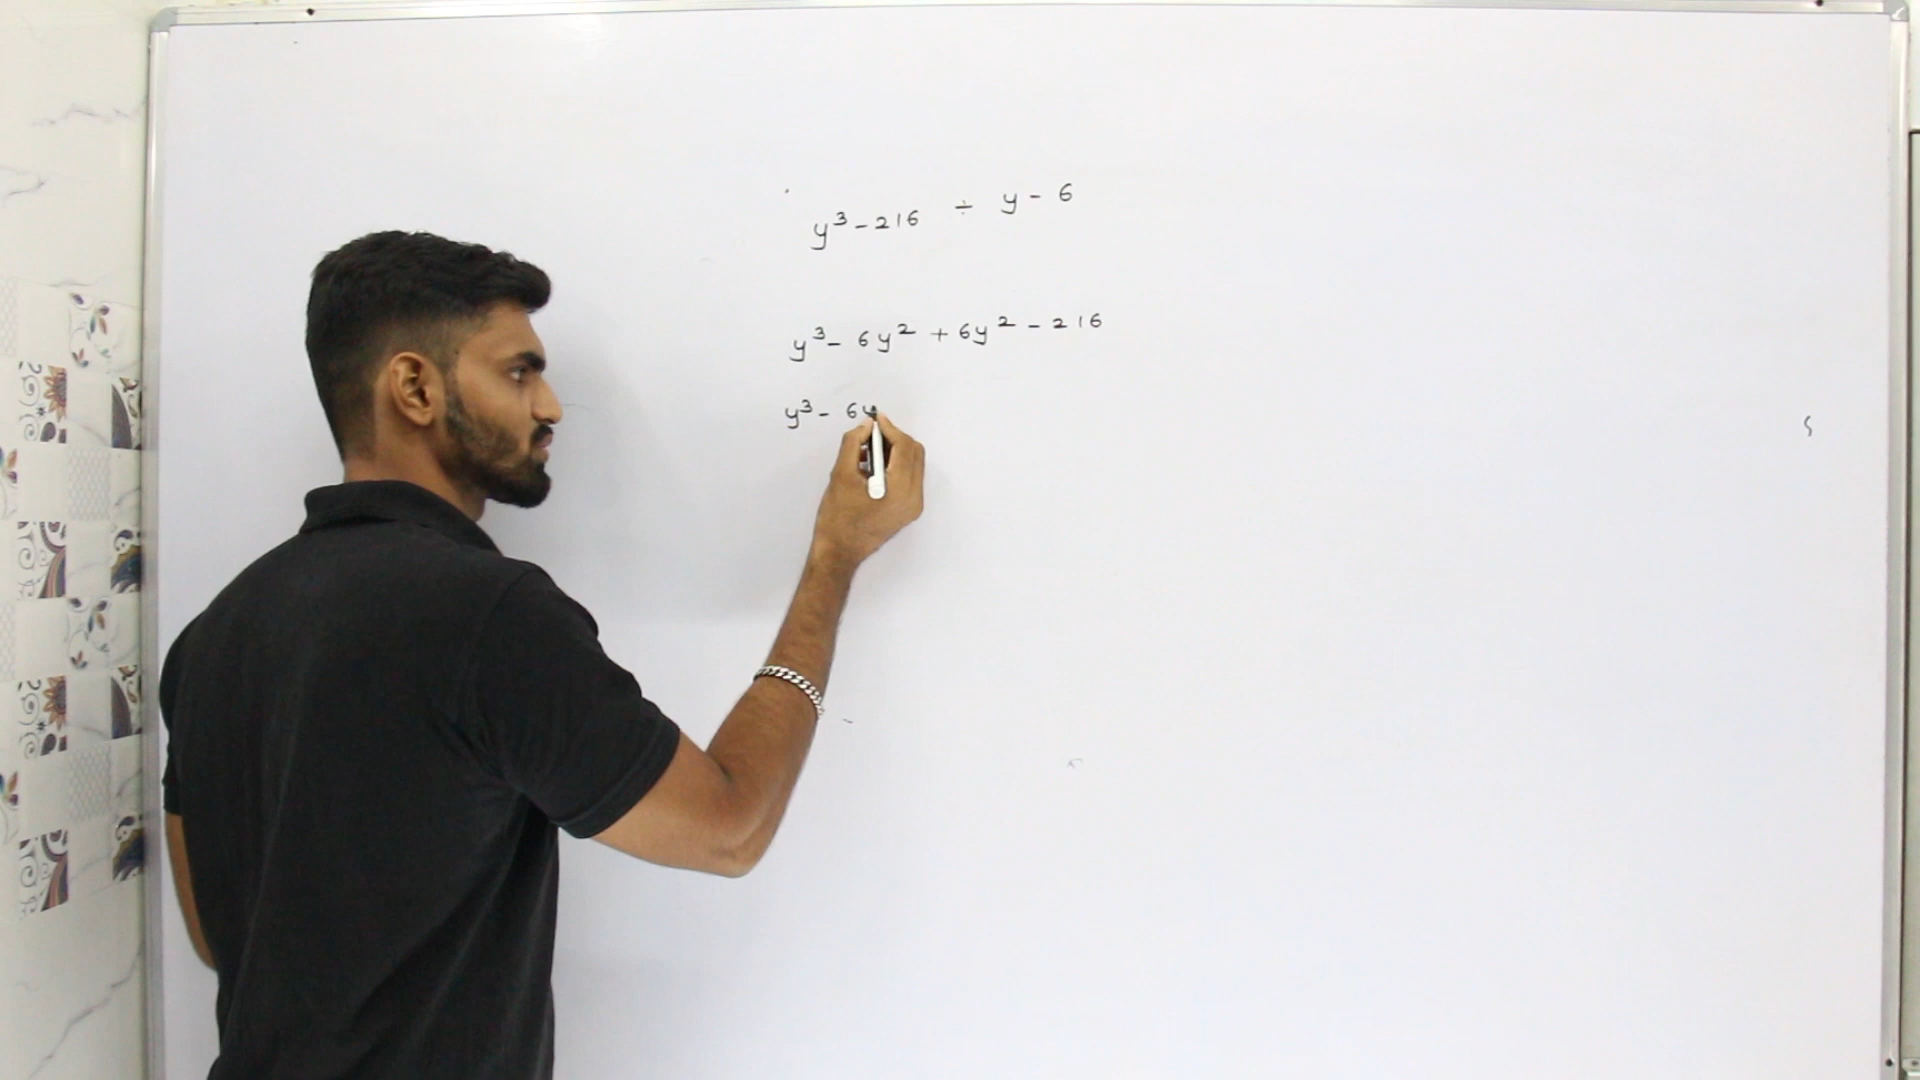 y³ - 216 ÷ y - 6
y³ - 6y² + 6y² - 216
y³ - 6y